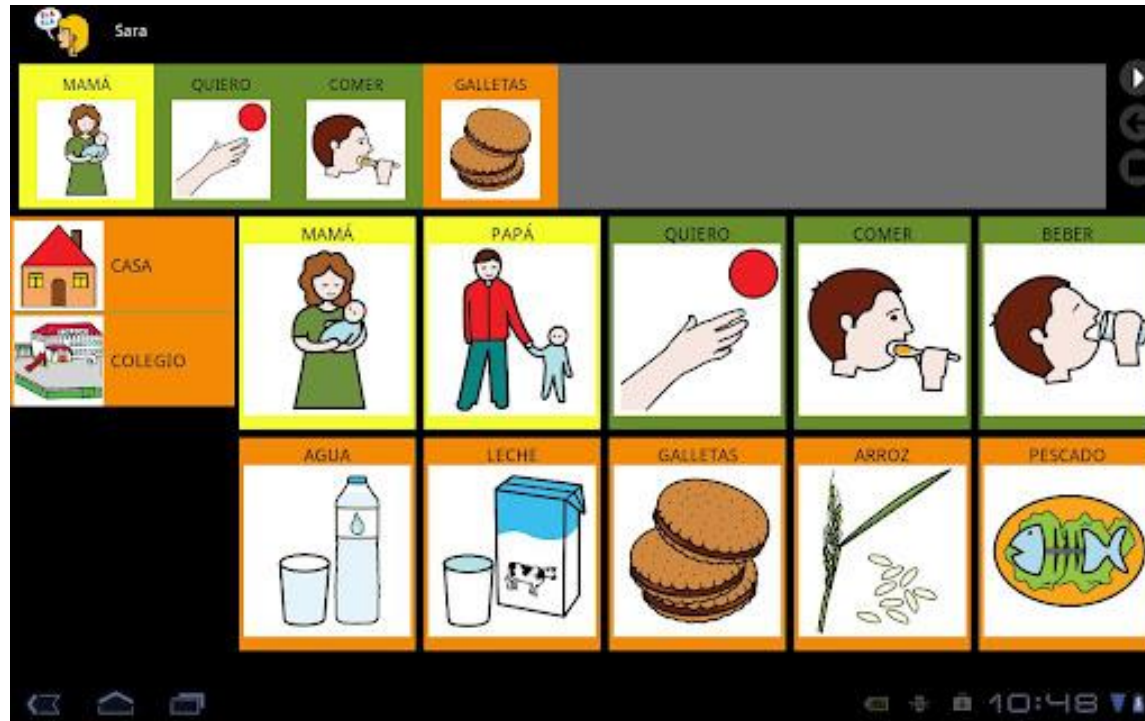 Sara
MAMÁ QUIERO COMER GALLETAS
CASA
COLEGIO
MAMÁ PAPÁ QUIERO COMER BEBER
AGUA LECHE GALLETAS ARROZ PESCADO
10:48